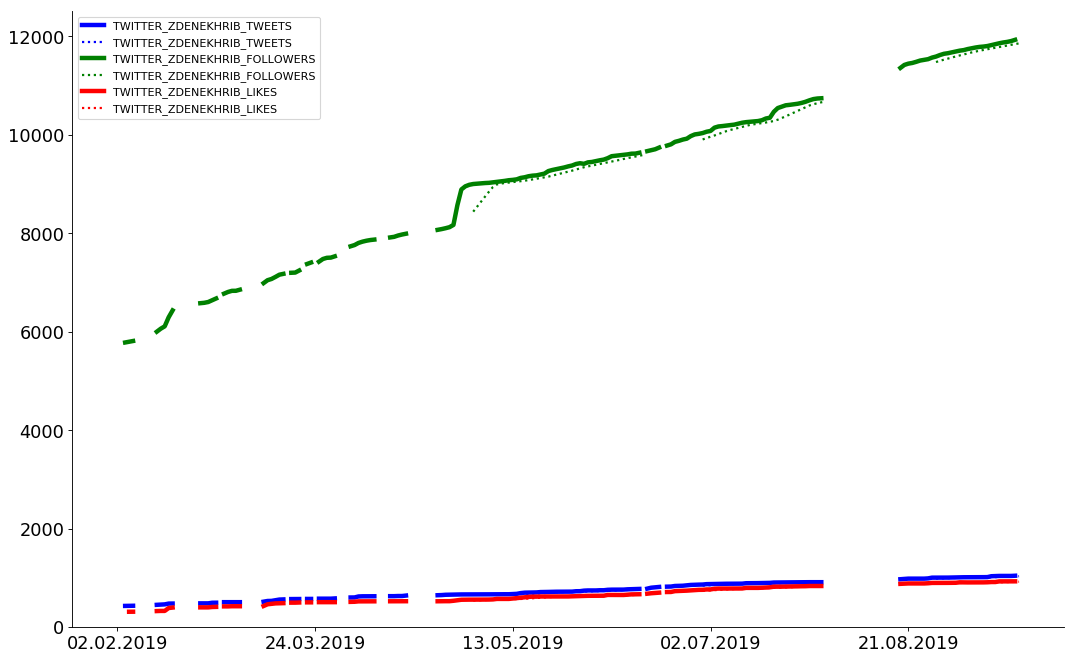 TWITTER_ZDENEKHRIB_TWEETS
TWITTER_ZDENEKHRIB_TWEETS
TWITTER_ZDENEKHRIB_FOLLOWERS
TWITTER_ZDENEKHRIB_FOLLOWERS
TWITTER_ZDENEKHRIB_LIKES
TWITTER_ZDENEKHRIB_LIKES
12000
10000
8000
6000
4000
2000
0
02.02.2019 24.03.2019 13.05.2019 02.07.2019 21.08.2019